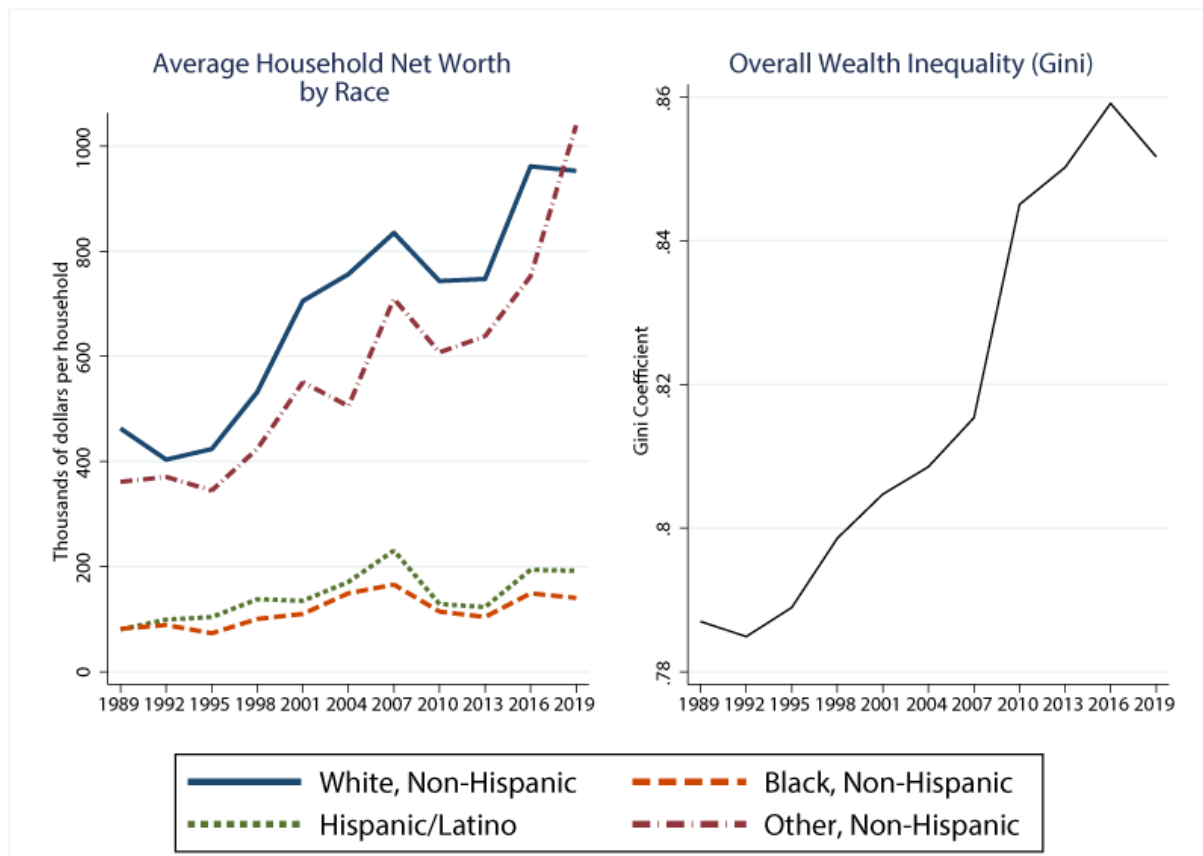 Average Household Net Worth
by Race
Thousands of dollars per household
1000
800
600
400
200
0
1989 1992 1995 1998 2001 2004 2007 2010 2013 2016 2019
Overall Wealth Inequality (Gini)
Gini Coefficient
.86
.84
.82
.8
.78
1989 1992 1995 1998 2001 2004 2007 2010 2013 2016 2019
White, Non-Hispanic
Black, Non-Hispanic
Hispanic/Latino
Other, Non-Hispanic